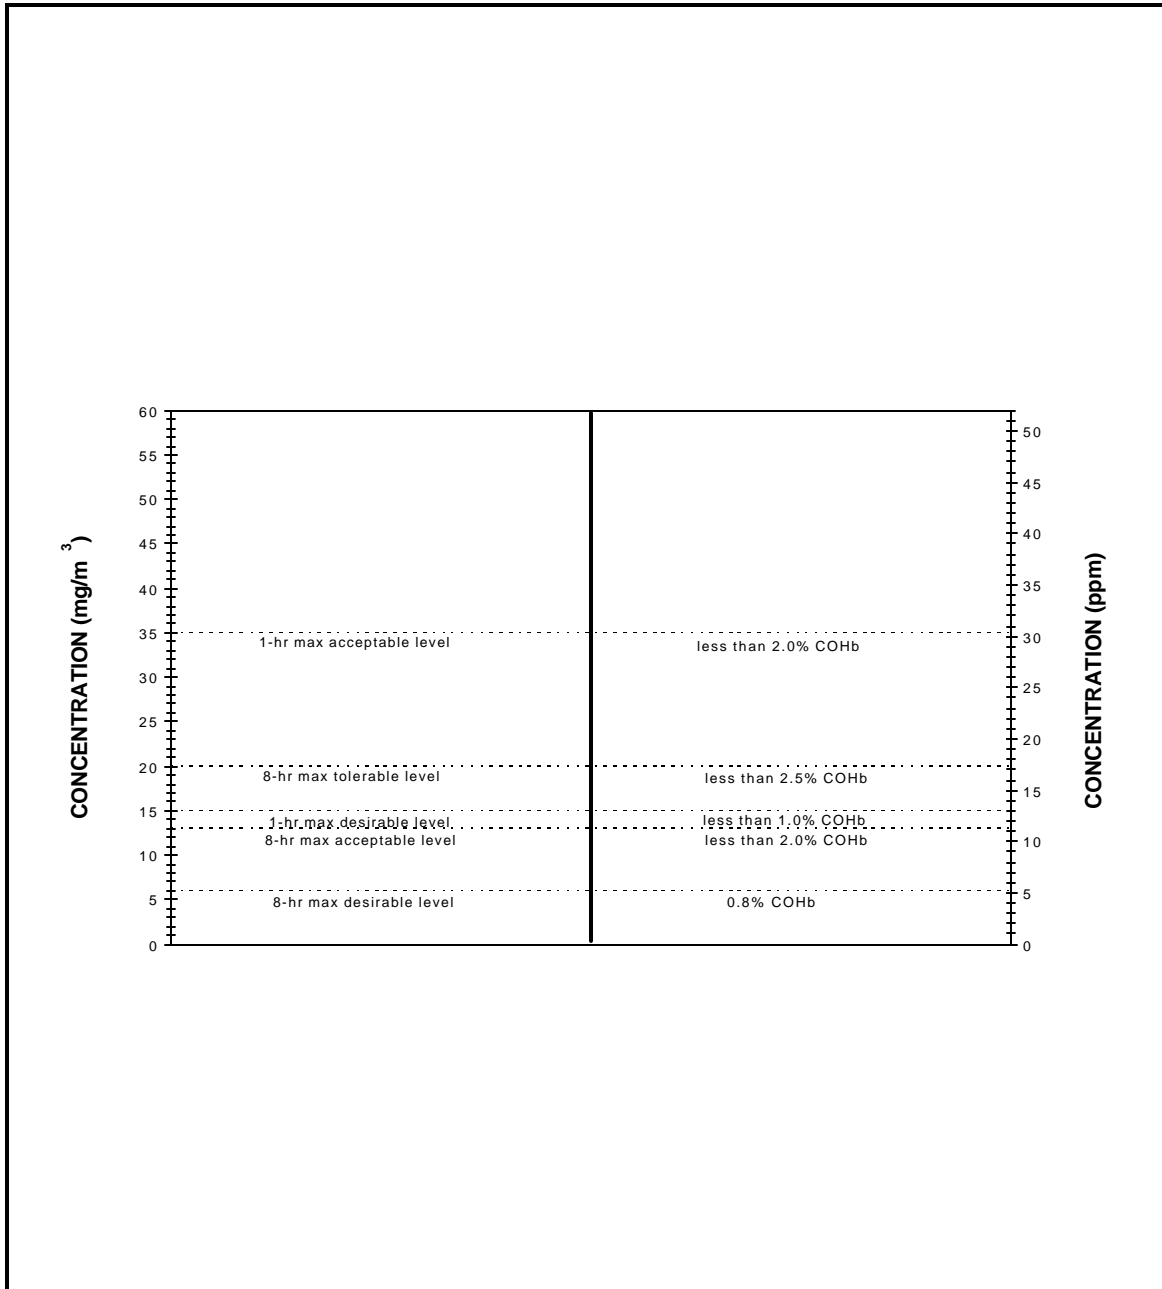 CONCENTRATION (mg/m 3)
60
55
50
45
40
35
30
25
20
15
10
5
0
1-hr max acceptable level
8-hr max tolerable level
1-hr max desirable level
8-hr max acceptable level
8-hr max desirable level
less than 2.0% COHb
less than 2.5% COHb
less than 1.0% COHb
less than 2.0% COHb
0.8% COHb
50
45
40
35
30
25
20
15
10
5
0
CONCENTRATION (ppm)